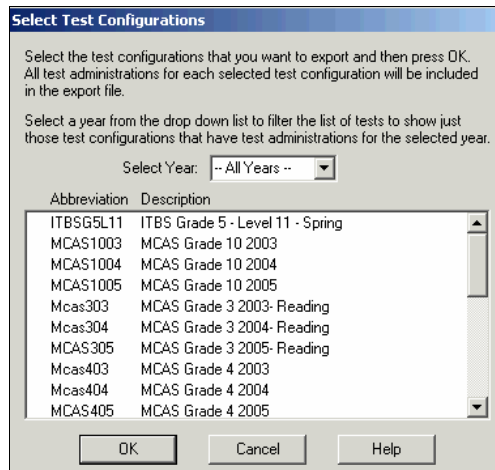 Select Test Configurations
Select the test configurations that you want to export and then press OK.
All test administrations for each selected test configuration will be included
in the export file.
Select a year from the drop down list to filter the list of tests to show just
those test configurations that have test administrations for the selected year.
Select Year: -- All Years --
Abbreviation Description
ITBSG5L11 ITBS Grade 5 - Level 11 - Spring
MCAS1003 MCAS Grade 10 2003
MCAS1004 MCAS Grade 10 2004
MCAS1005 MCAS Grade 10 2005
Mcas303 MCAS Grade 3 2003- Reading
Mcas304 MCAS Grade 3 2004- Reading
MCAS305 MCAS Grade 3 2005- Reading
Mcas403 MCAS Grade 4 2003
Mcas404 MCAS Grade 4 2004
MCAS405 MCAS Grade 4 2005
OK Cancel Help